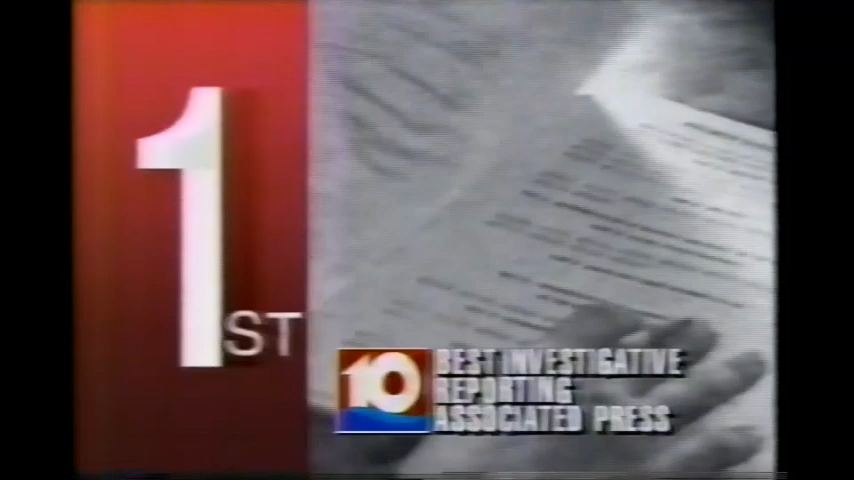 1ST
10
BEST INVESTIGATIVE
REPORTING
ASSOCIATED PRESS